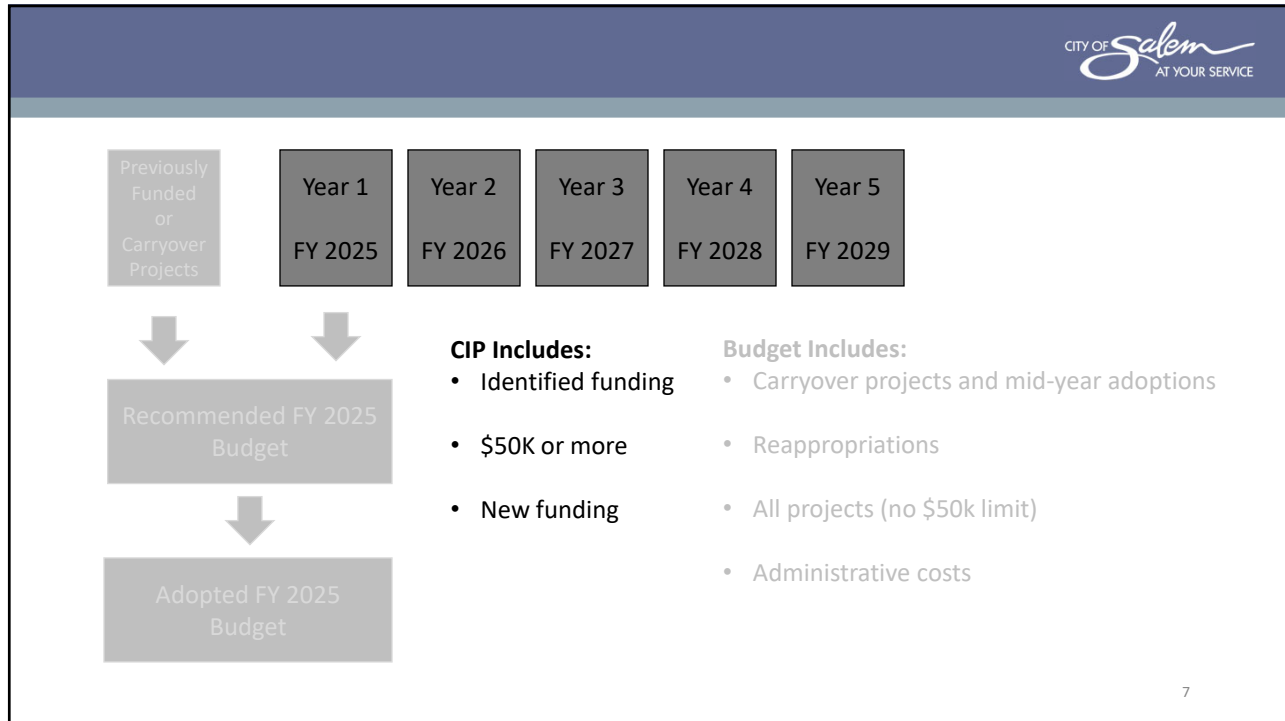 CITY OF Salem
AT YOUR SERVICE
Previously
Funded
or
Carryover
Projects
Year 1
FY 2025
Year 2
FY 2026
Year 3
FY 2027
Year 4
FY 2028
Year 5
FY 2029
Recommended FY 2025
Budget
Adopted FY 2025
Budget
CIP Includes:
• Identified funding
• $50K or more
• New funding
Budget Includes:
• Carryover projects and mid-year adoptions
• Reappropriations
• All projects (no $50k limit)
• Administrative costs
7